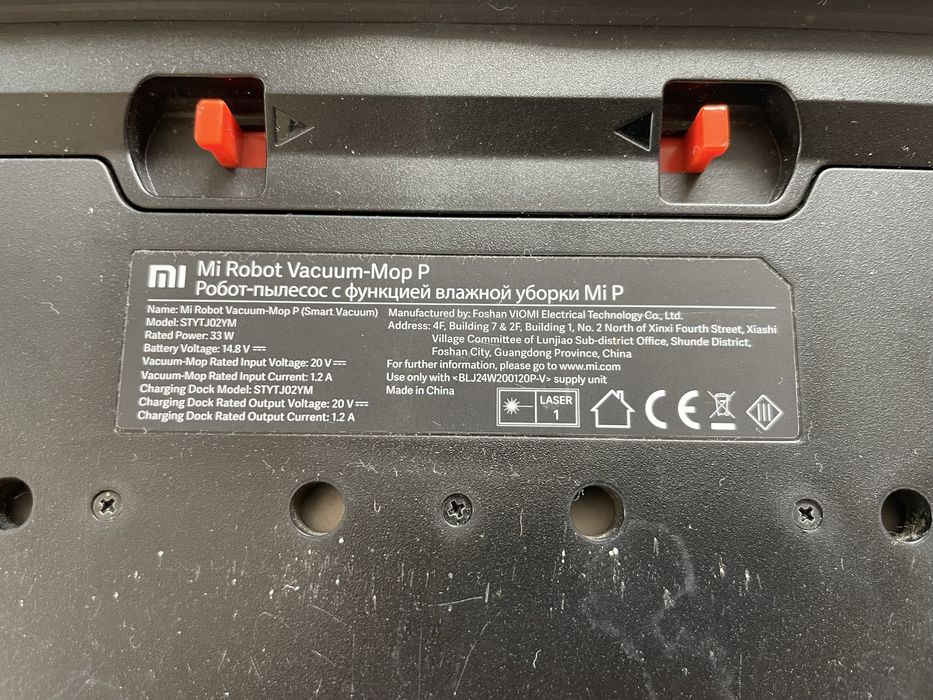 mi
Mi Robot Vacuum-Mop P
Робот-пылесос с функцией влажной уборки Mi P
Name: Mi Robot Vacuum-Mop P (Smart Vacuum)
Model: STYTJ02YM
Rated Power: 33 W
Battery Voltage: 14.8 V ⎓
Vacuum-Mop Rated Input Voltage: 20 V ⎓
Vacuum-Mop Rated Input Current: 1.2 A
Charging Dock Model: STYTJ02YM
Charging Dock Rated Output Voltage: 20 V ⎓
Charging Dock Rated Output Current: 1.2 A
Manufactured by: Foshan VIOMI Electrical Technology Co., Ltd.
Address: 4F, Building 7 & 2F, Building 1, No. 2 North of Xinxi Fourth Street, Xiashi
Village Committee of Lunjiao Sub-district Office, Shunde District,
Foshan City, Guangdong Province, China
For further information, please go to www.mi.com
Use only with <BLJ24W200120P-V> supply unit
Made in China
LASER
1
CE
III